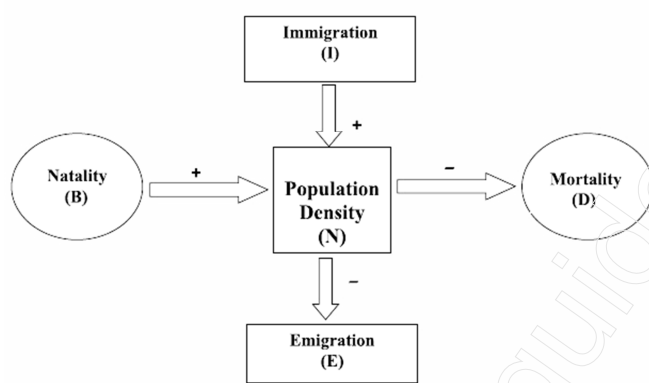 Immigration
(I)
+
Natality
(B)
+
Population
Density
(N)
−
Mortality
(D)
−
Emigration
(E)